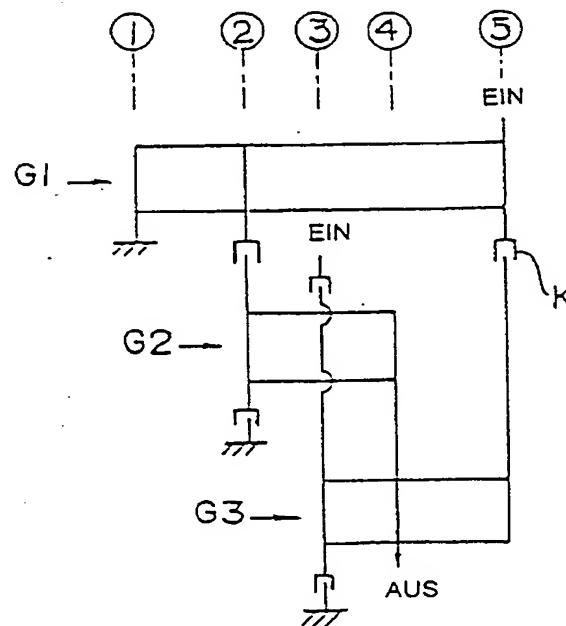 ① ② ③ ④ ⑤
EIN
G1
EIN
K
G2
G3
AUS